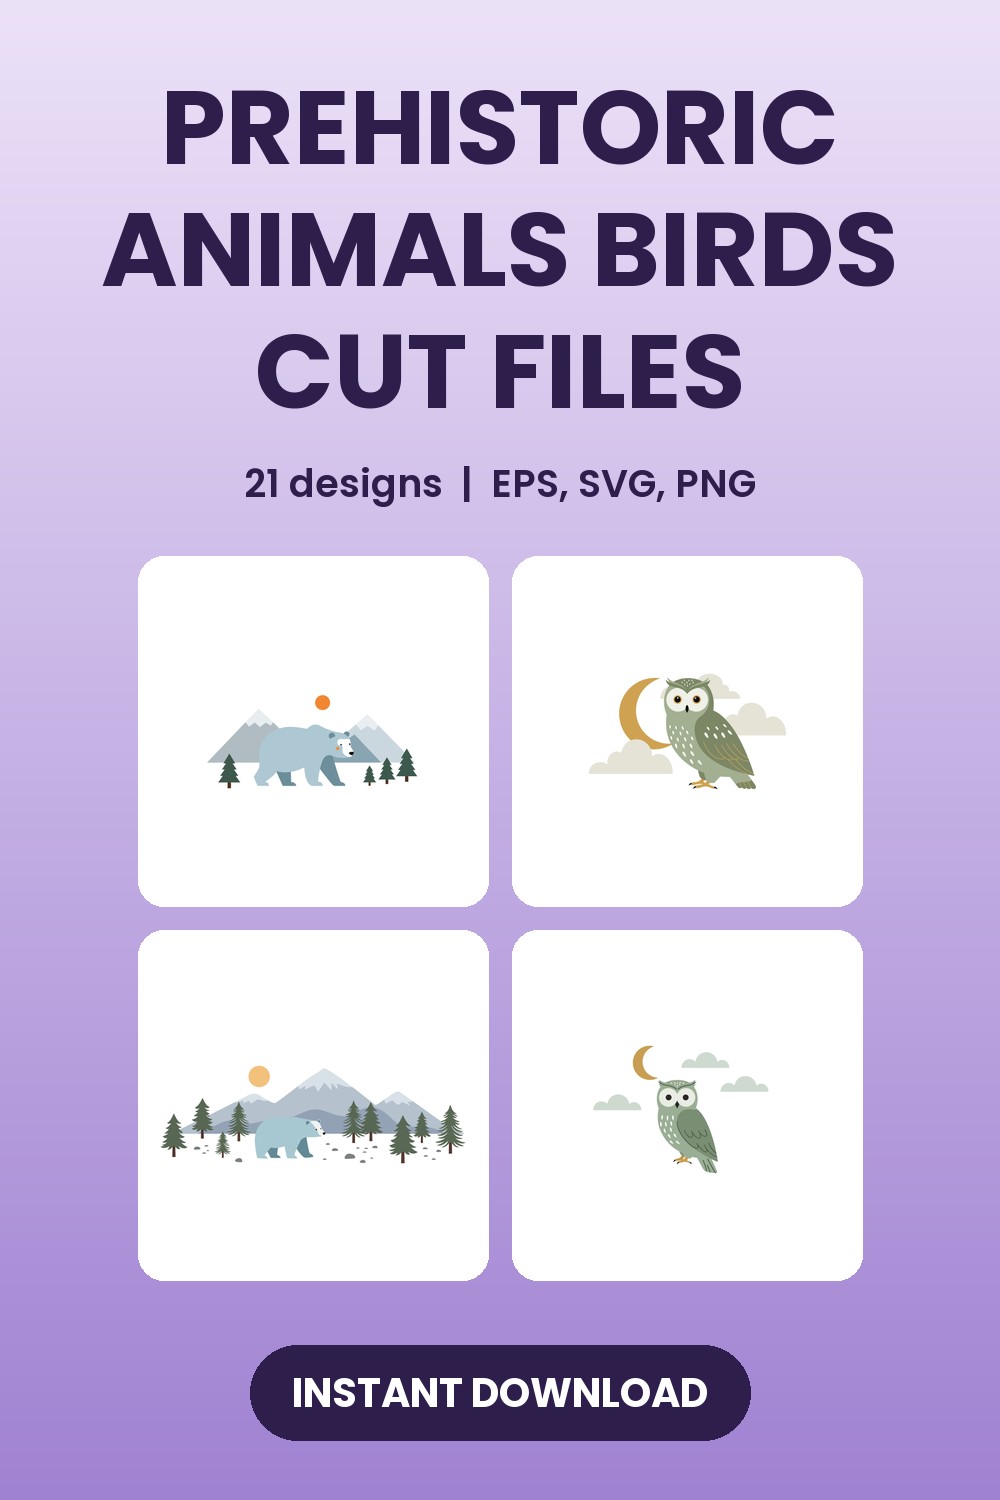 PREHISTORIC
ANIMALS BIRDS
CUT FILES
21 designs | EPS, SVG, PNG
INSTANT DOWNLOAD